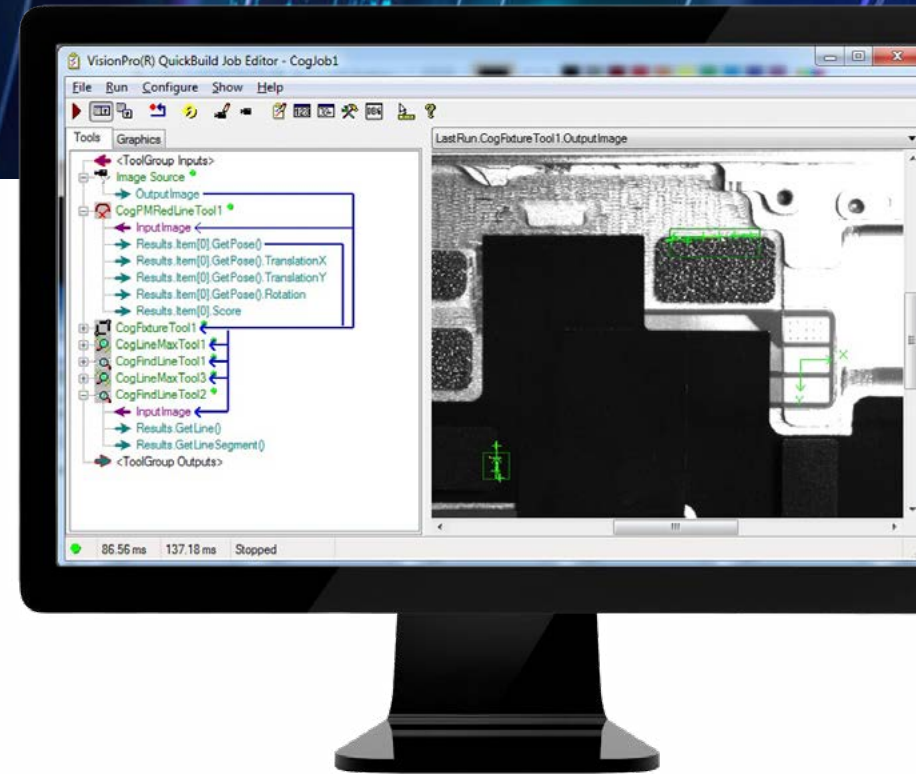 VisionPro(R) QuickBuild Job Editor - CogJob1
File Run Configure Show Help
Tools Graphics
LastRun.CogFixtureTool1.OutputImage
<ToolGroup Inputs>
Image Source
OutputImage
CogPMRedLineTool1
InputImage
Results.Item[0].GetPose()
Results.Item[0].GetPose().TranslationX
Results.Item[0].GetPose().TranslationY
Results.Item[0].GetPose().Rotation
Results.Item[0].Score
CogFixtureTool1
CogLineMaxTool1
CogFindLineTool1
CogLineMaxTool3
CogFindLineTool2
InputImage
Results.GetLine()
Results.GetLineSegment()
<ToolGroup Outputs>
X
Y
86.56 ms 137.18 ms Stopped